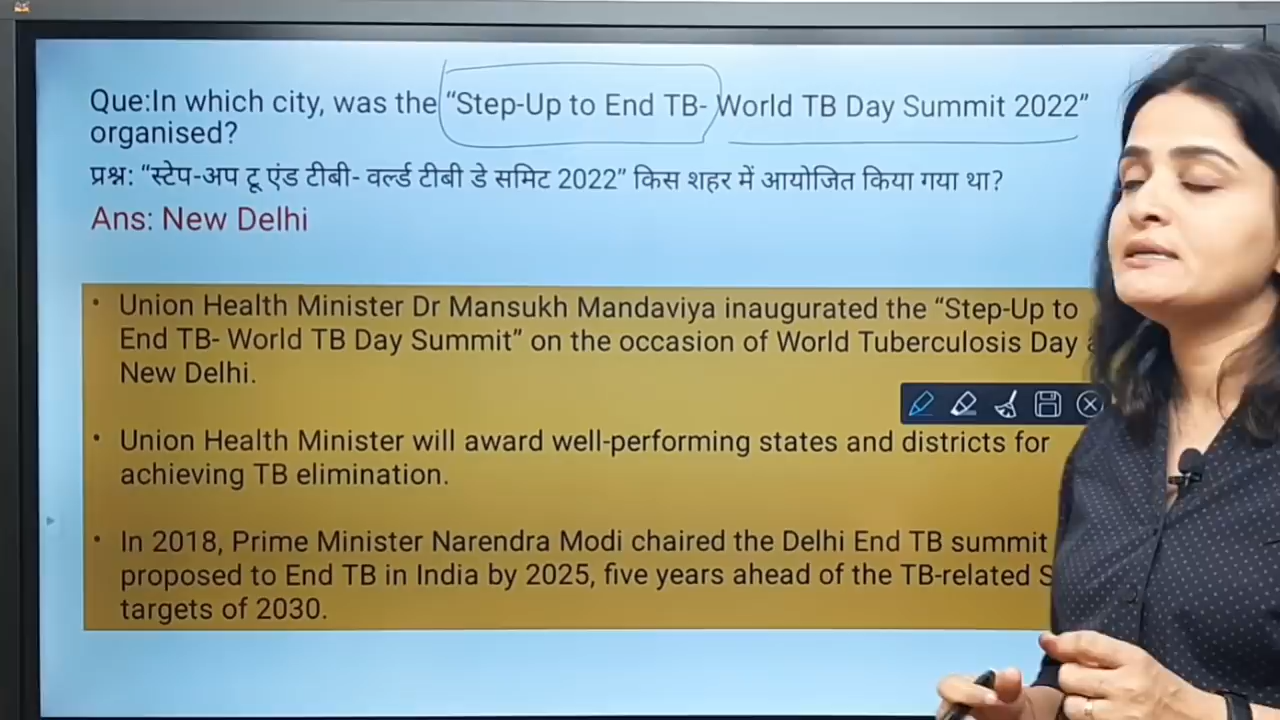 Que:In which city, was the “Step-Up to End TB- World TB Day Summit 2022”
organised?
प्रश्न: “स्टेप-अप टू एंड टीबी- वर्ल्ड टीबी डे समिट 2022” किस शहर में आयोजित किया गया था?
Ans: New Delhi
• Union Health Minister Dr Mansukh Mandaviya inaugurated the “Step-Up to
End TB- World TB Day Summit” on the occasion of World Tuberculosis Day
New Delhi.
• Union Health Minister will award well-performing states and districts for
achieving TB elimination.
• In 2018, Prime Minister Narendra Modi chaired the Delhi End TB summit
proposed to End TB in India by 2025, five years ahead of the TB-related
targets of 2030.